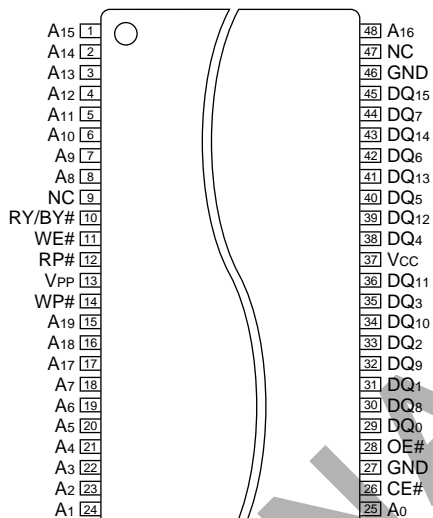 A15 1 48 A16
A14 2 47 NC
A13 3 46 GND
A12 4 45 DQ15
A11 5 44 DQ7
A10 6 43 DQ14
A9 7 42 DQ6
A8 8 41 DQ13
NC 9 40 DQ5
RY/BY# 10 39 DQ12
WE# 11 38 DQ4
RP# 12 37 VCC
VPP 13 36 DQ11
WP# 14 35 DQ3
A19 15 34 DQ10
A18 16 33 DQ2
A17 17 32 DQ9
A7 18 31 DQ1
A6 19 30 DQ8
A5 20 29 DQ0
A4 21 28 OE#
A3 22 27 GND
A2 23 26 CE#
A1 24 25 A0